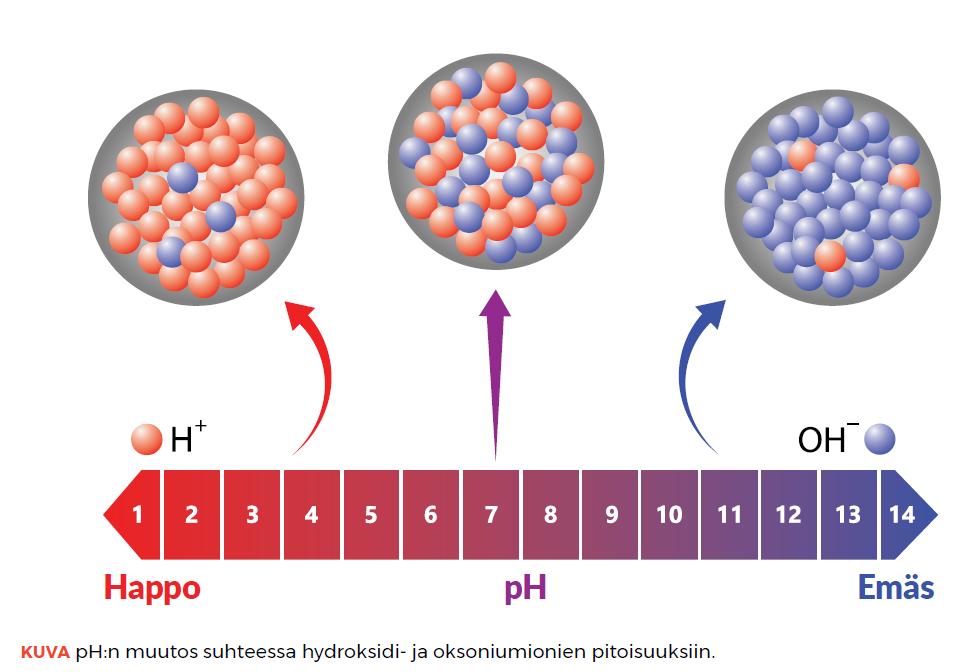 H+
OH−
1 2 3 4 5 6 7 8 9 10 11 12 13 14
Happo pH Emäs
KUVA pH:n muutos suhteessa hydroksidi- ja oksoniumionien pitoisuuksiin.